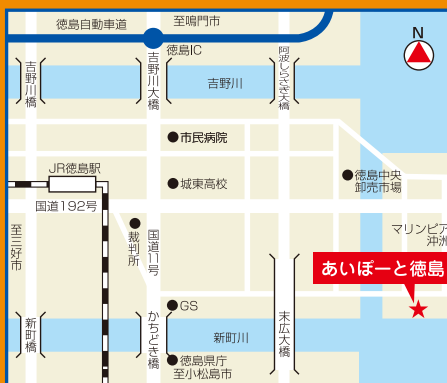 徳島自動車道
至鳴門市
N
徳島IC
吉野川橋
吉野川大橋
吉野川
阿波しらさぎ大橋
市民病院
JR徳島駅
城東高校
徳島中央
卸売市場
国道192号
至三好市
裁判所
国道11号
マリンピア
沖洲
あいぽーと徳島
GS
新町橋
かちどき橋
新町川
末広大橋
徳島県庁
至小松島市